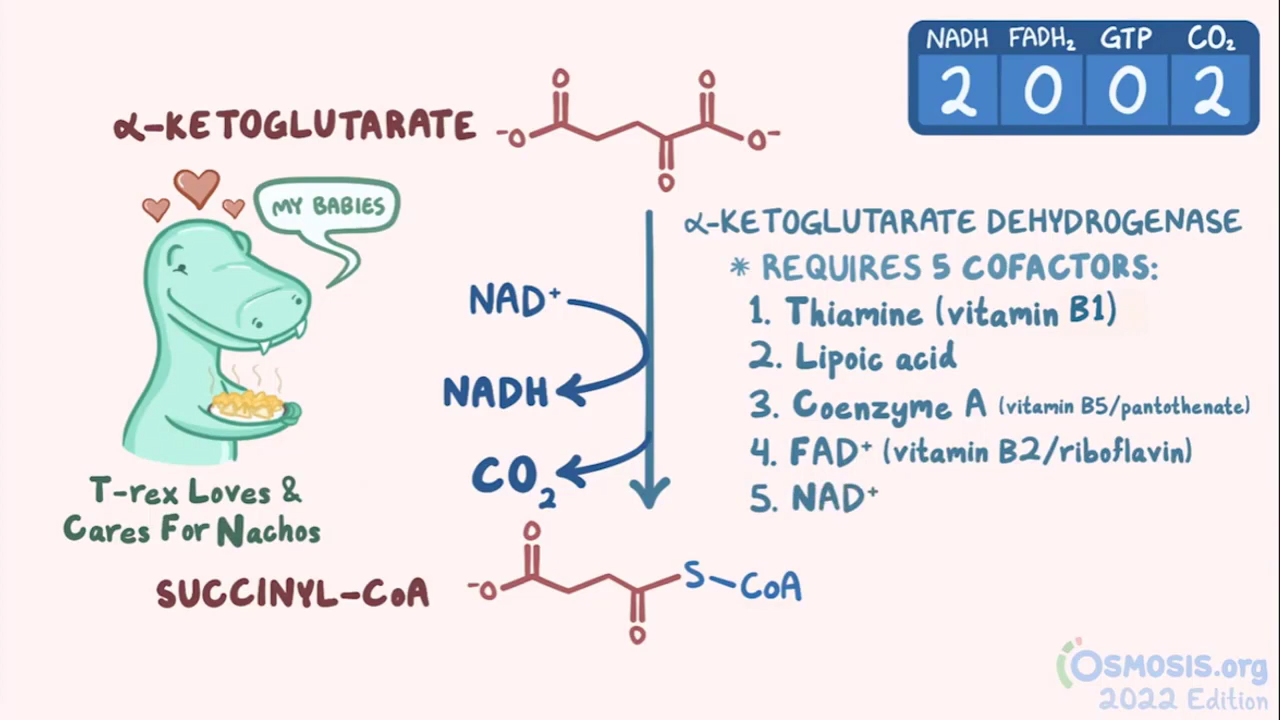 NADH FADH₂ GTP CO₂
2 0 0 2
α-KETOGLUTARATE
O
O
⁻O
O⁻
O
MY BABIES
α-KETOGLUTARATE DEHYDROGENASE
* REQUIRES 5 COFACTORS:
1. Thiamine (vitamin B1)
2. Lipoic acid
3. Coenzyme A (vitamin B5/pantothenate)
4. FAD⁺ (vitamin B2/riboflavin)
5. NAD⁺
NAD⁺
NADH
CO₂
T-rex Loves &
Cares For Nachos
SUCCINYL-CoA
O
⁻O
S-CoA
O
OSMOSIS.org
2022 Edition